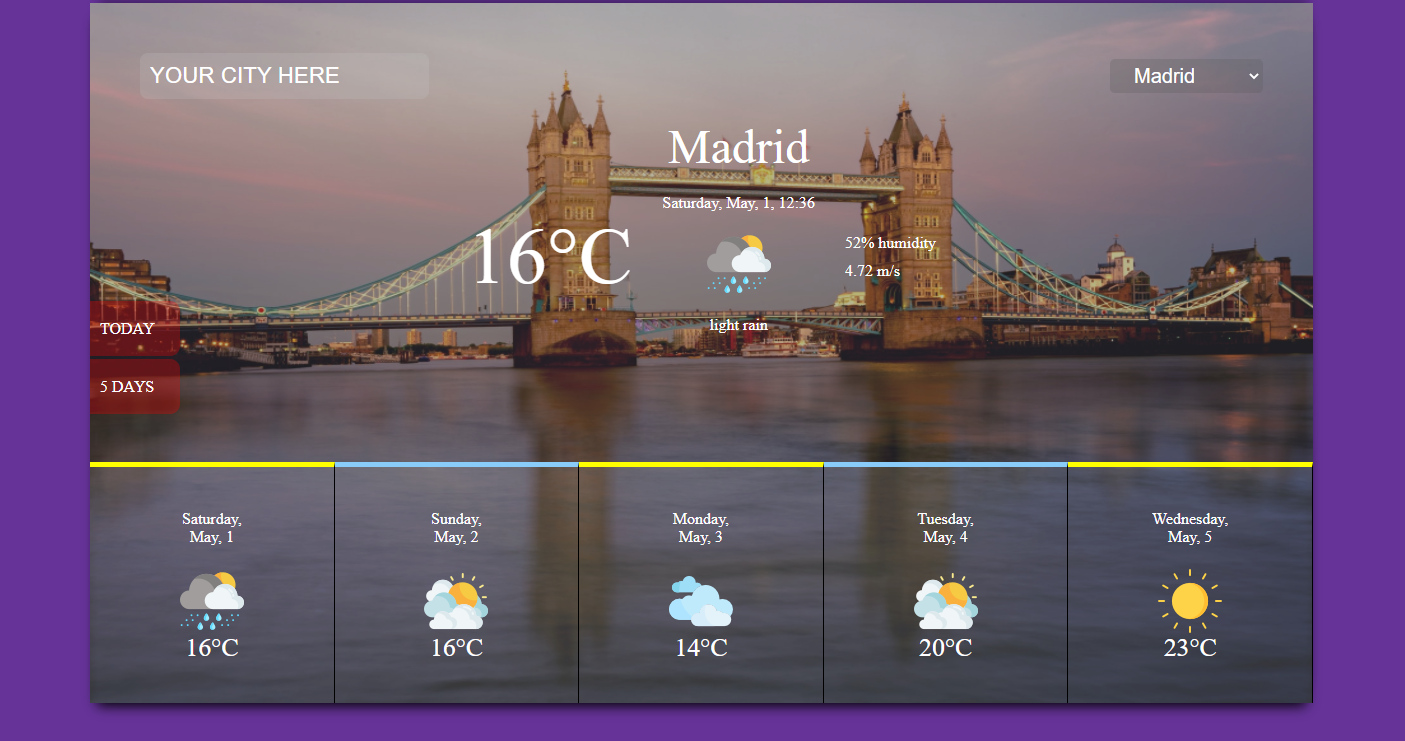 YOUR CITY HERE
Madrid
Madrid
Saturday, May, 1, 12:36
16°C
52% humidity
4.72 m/s
light rain
TODAY
5 DAYS
Saturday,
May, 1
16°C
Sunday,
May, 2
16°C
Monday,
May, 3
14°C
Tuesday,
May, 4
20°C
Wednesday,
May, 5
23°C